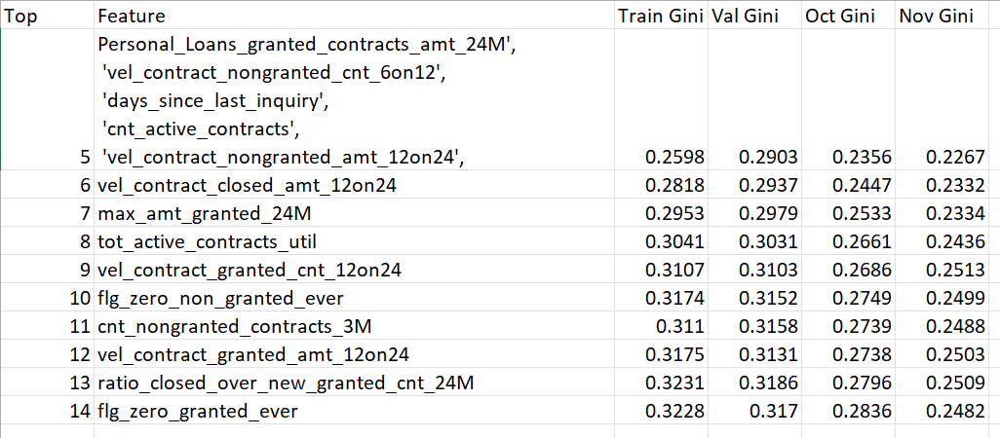 Top Feature Train Gini Val Gini Oct Gini Nov Gini
Personal_Loans_granted_contracts_amt_24M',
'vel_contract_nongranted_cnt_6on12',
'days_since_last_inquiry',
'cnt_active_contracts',
5 'vel_contract_nongranted_amt_12on24', 0.2598 0.2903 0.2356 0.2267
6 vel_contract_closed_amt_12on24 0.2818 0.2937 0.2447 0.2332
7 max_amt_granted_24M 0.2953 0.2979 0.2533 0.2334
8 tot_active_contracts_util 0.3041 0.3031 0.2661 0.2436
9 vel_contract_granted_cnt_12on24 0.3107 0.3103 0.2686 0.2513
10 flg_zero_non_granted_ever 0.3174 0.3152 0.2749 0.2499
11 cnt_nongranted_contracts_3M 0.311 0.3158 0.2739 0.2488
12 vel_contract_granted_amt_12on24 0.3175 0.3131 0.2738 0.2503
13 ratio_closed_over_new_granted_cnt_24M 0.3231 0.3186 0.2796 0.2509
14 flg_zero_granted_ever 0.3228 0.317 0.2836 0.2482